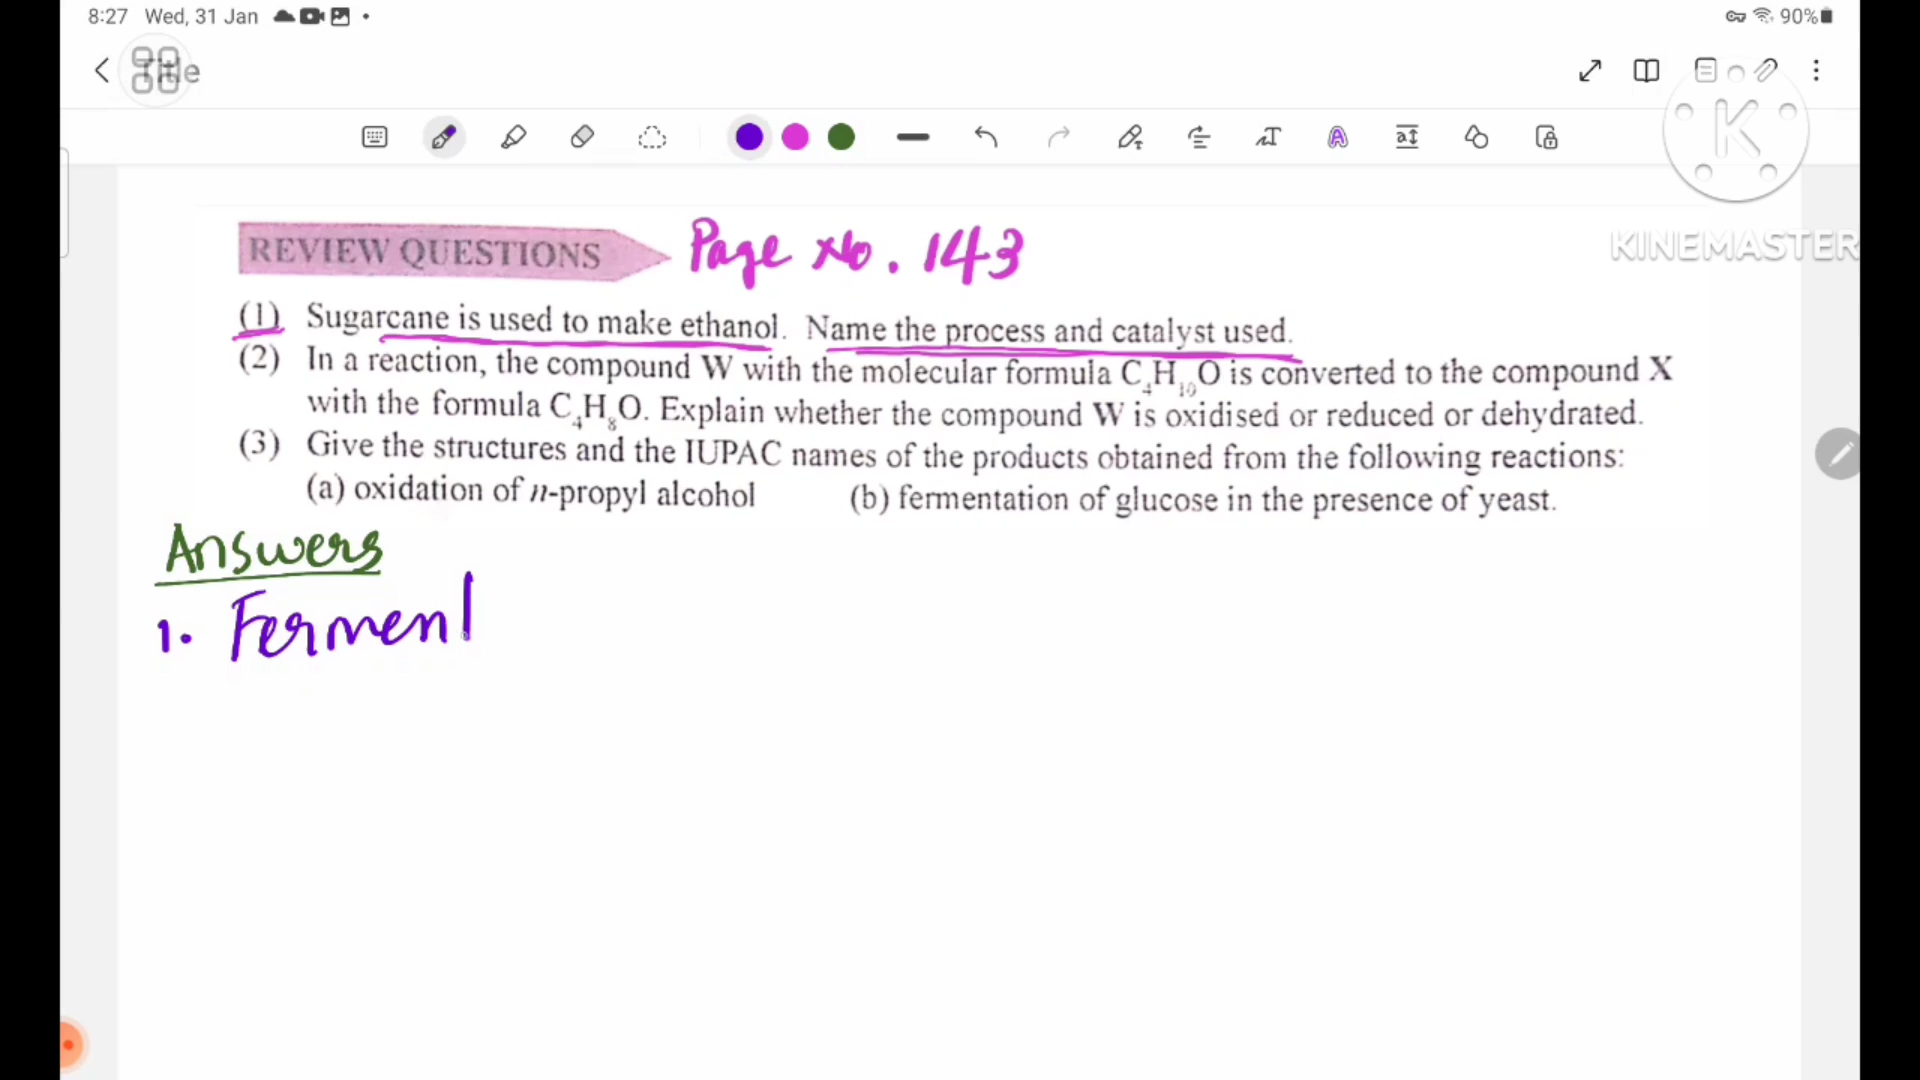 8:27 Wed, 31 Jan
90%
Title
K
KINEMASTER
REVIEW QUESTIONS Page No. 143
(1) Sugarcane is used to make ethanol. Name the process and catalyst used.
(2) In a reaction, the compound W with the molecular formula C₄H₁₀O is converted to the compound X
with the formula C₄H₈O. Explain whether the compound W is oxidised or reduced or dehydrated.
(3) Give the structures and the IUPAC names of the products obtained from the following reactions:
(a) oxidation of n-propyl alcohol (b) fermentation of glucose in the presence of yeast.
Answers
1. Ferment